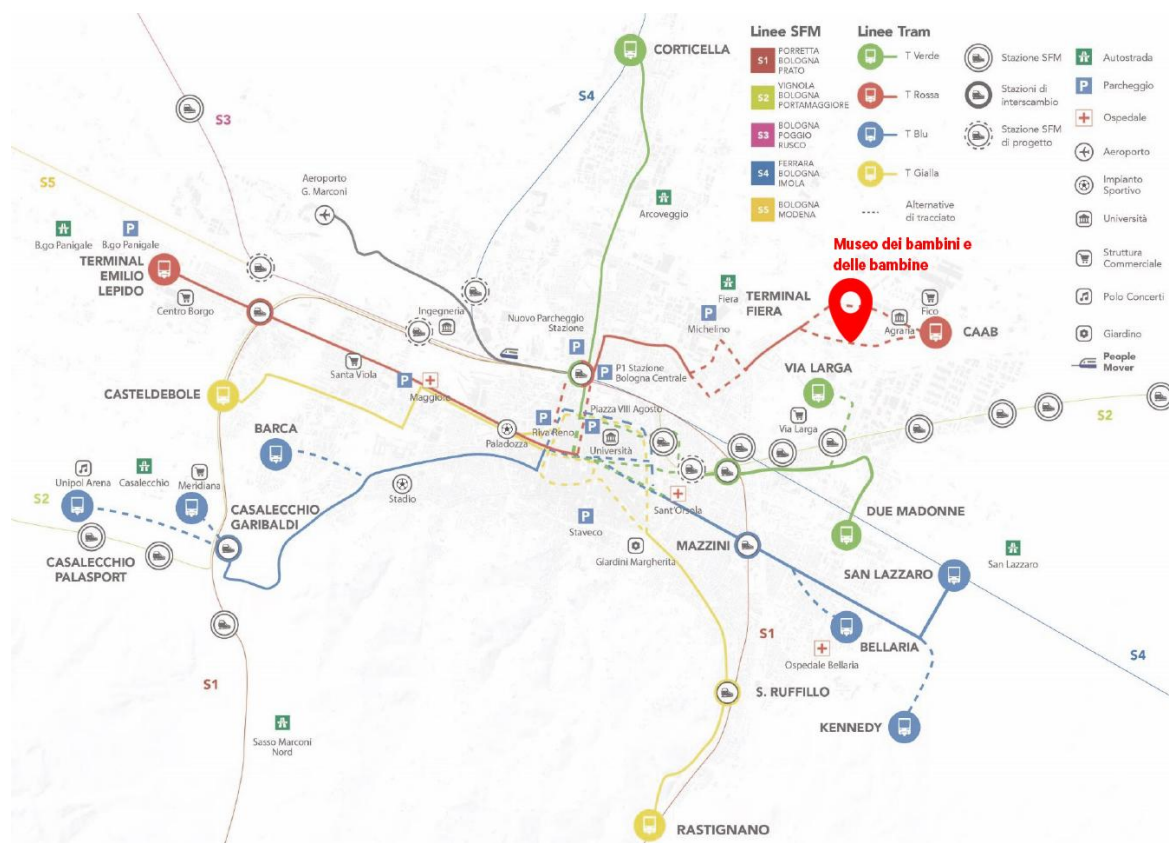 CORTICELLA
S3
S4
S5
Aeroporto
G. Marconi
Arcoveggio
B.go Panigale
B.go Panigale
TERMINAL
EMILIO
LEPIDO
Centro Borgo
Ingegneria
Nuovo Parcheggio
Stazione
Fiera
TERMINAL
FIERA
Michelino
Museo dei bambini e
delle bambine
Agraria
Fico
CAAB
Santa Viola
Maggiore
P1 Stazione
Bologna Centrale
VIA LARGA
Via Larga
CASTELDEBOLE
Paladozza
Riva Reno
Piazza VIII Agosto
Università
S2
BARCA
Unipol Arena
Casalecchio
Meridiana
Stadio
S2
CASALECCHIO
GARIBALDI
CASALECCHIO
PALASPORT
Sant'Orsola
Staveco
Giardini Margherita
MAZZINI
DUE MADONNE
SAN LAZZARO
San Lazzaro
S1
BELLARIA
Ospedale Bellaria
S4
S1
S. RUFFILLO
KENNEDY
Sasso Marconi
Nord
RASTIGNANO
Linee SFM
S1 PORRETTA
BOLOGNA
PRATO
S2 VIGNOLA
BOLOGNA
PORTAMAGGIORE
S3 BOLOGNA
POGGIO
RUSCO
S4 FERRARA
BOLOGNA
IMOLA
S5 BOLOGNA
MODENA
Linee Tram
T Verde
T Rossa
T Blu
T Gialla
Alternative
di tracciato
Stazione SFM
Stazioni di
interscambio
Stazione SFM
di progetto
Autostrada
P Parcheggio
Ospedale
Aeroporto
Impianto
Sportivo
Università
Struttura
Commerciale
Polo Concerti
Giardino
People
Mover